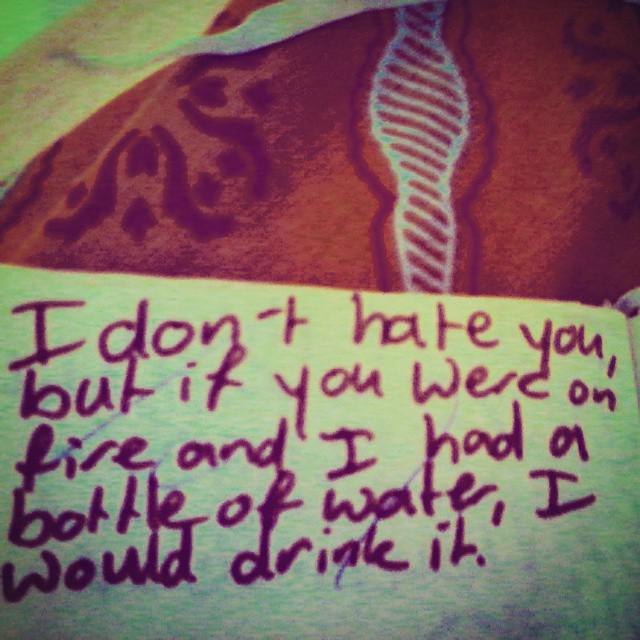 I don't hate you,
but if you were on
fire and I had a
bottle of water, I
would drink it.